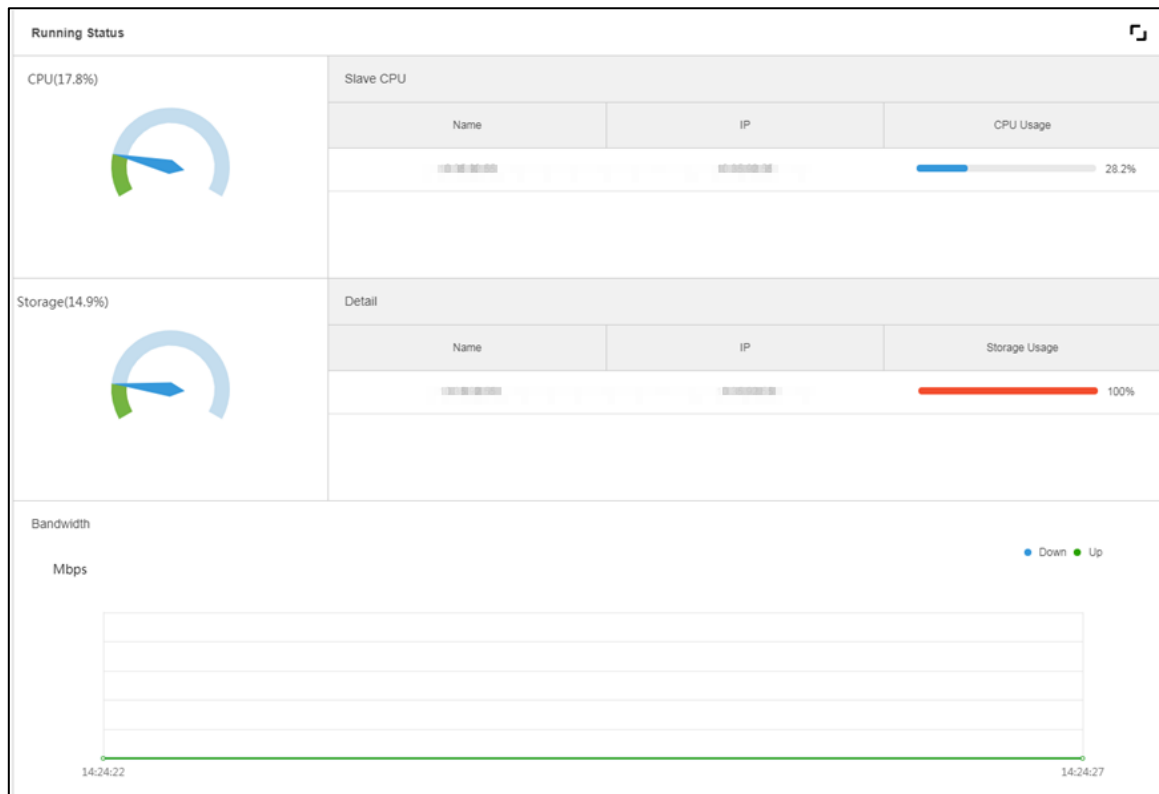 Running Status
CPU(17.8%)
Slave CPU
Name IP CPU Usage
28.2%
Storage(14.9%)
Detail
Name IP Storage Usage
100%
Bandwidth
Down Up
Mbps
14:24:22 14:24:27